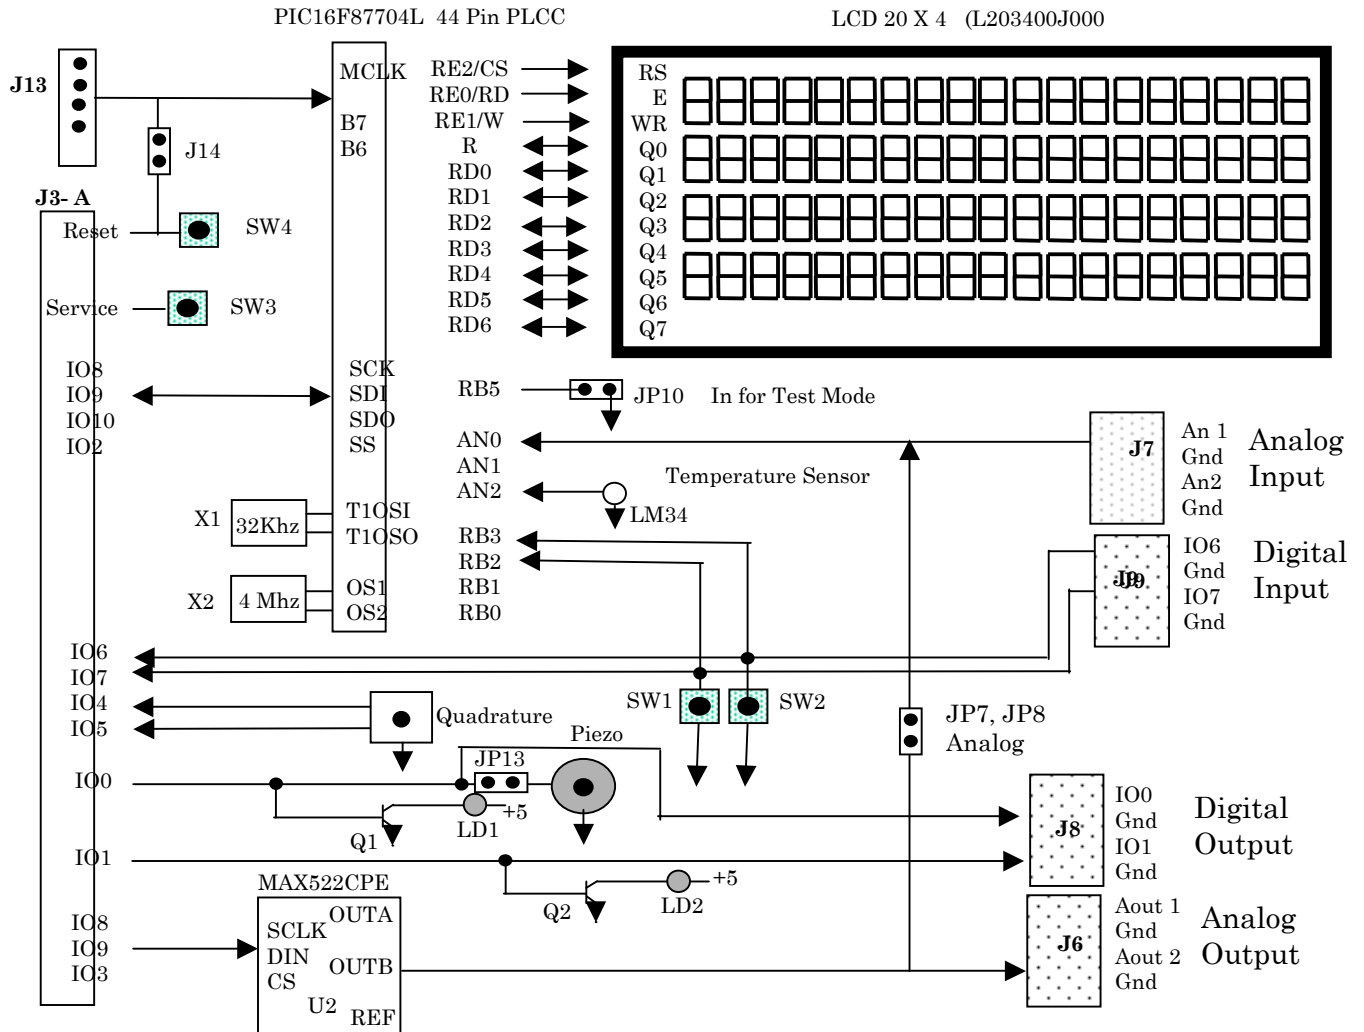 PIC16F87704L 44 Pin PLCC
LCD 20 X 4 (L203400J000
J13
MCLK
B7
B6
J14
RE2/CS
RE0/RD
RE1/W
R
RD0
RD1
RD2
RD3
RD4
RD5
RD6
RS
E
WR
Q0
Q1
Q2
Q3
Q4
Q5
Q6
Q7
J3- A
Reset
SW4
Service
SW3
IO8
IO9
IO10
IO2
SCK
SDI
SDO
SS
RB5
JP10 In for Test Mode
AN0
AN1
AN2
Temperature Sensor
LM34
J7
An 1
Gnd
An2
Gnd
Analog
Input
X1
32Khz
T1OSI
T1OSO
RB3
RB2
RB1
RB0
J9
J9
IO6
Gnd
IO7
Gnd
Digital
Input
X2
4 Mhz
OS1
OS2
IO6
IO7
IO4
IO5
Quadrature
SW1
SW2
JP7, JP8
Analog
Piezo
JP13
IO0
+5
LD1
Q1
J8
IO0
Gnd
IO1
Gnd
Digital
Output
IO1
+5
LD2
Q2
MAX522CPE
IO8
IO9
IO3
OUTA
SCLK
DIN
CS
OUTB
U2
REF
J6
Aout 1
Gnd
Aout 2
Gnd
Analog
Output